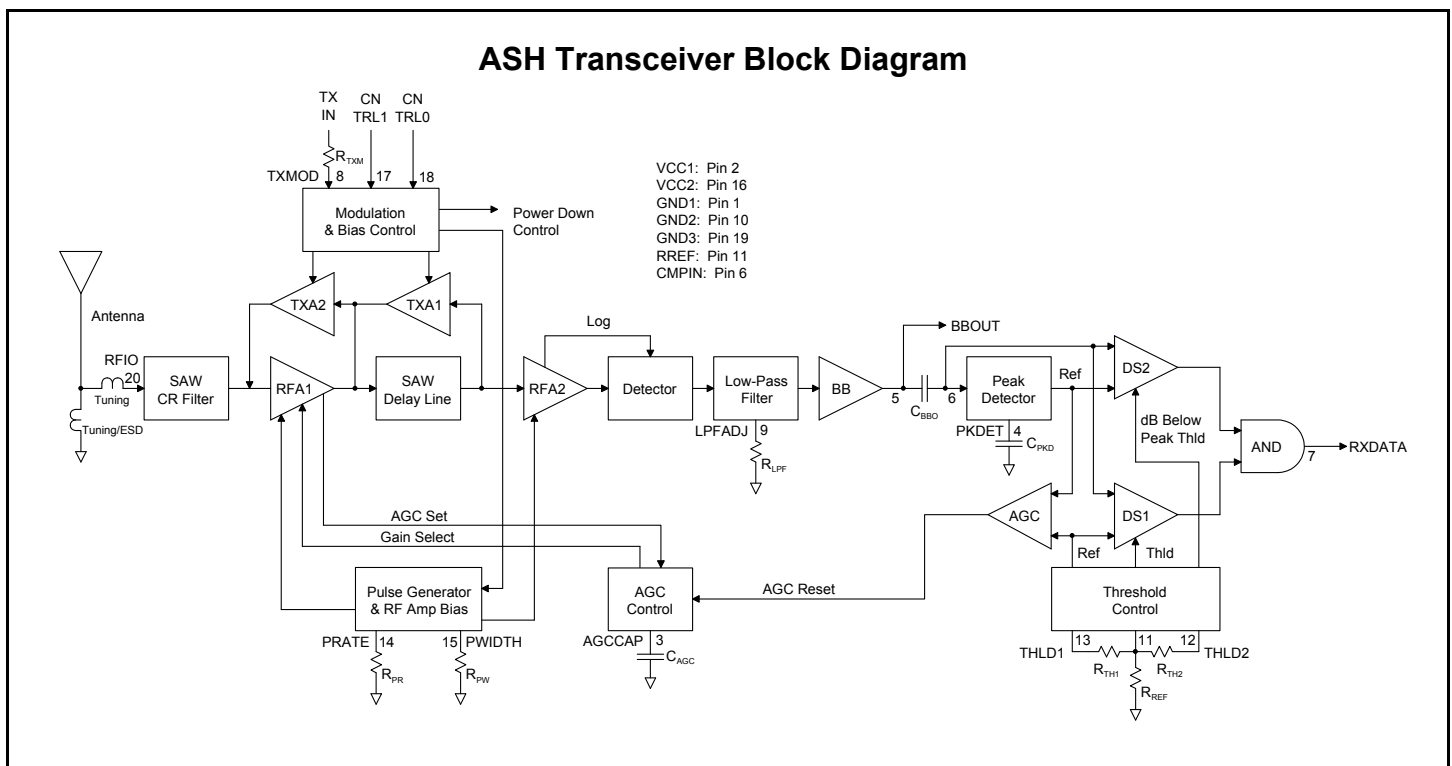 ASH Transceiver Block Diagram
TX
IN
CN
TRL1
CN
TRL0
RTXM
TXMOD
8
17
18
Modulation
& Bias Control
Power Down
Control
VCC1: Pin 2
VCC2: Pin 16
GND1: Pin 1
GND2: Pin 10
GND3: Pin 19
RREF: Pin 11
CMPIN: Pin 6
Antenna
TXA2
TXA1
Log
BBOUT
RFIO
20
Tuning
Tuning/ESD
SAW
CR Filter
RFA1
SAW
Delay Line
RFA2
Detector
Low-Pass
Filter
LPFADJ
9
RLPF
BB
5
CBBO
6
Peak
Detector
PKDET
4
CPKD
Ref
DS2
dB Below
Peak Thld
AND
7
RXDATA
AGC Set
Gain Select
AGC
DS1
Ref
Thld
Pulse Generator
& RF Amp Bias
PRATE
14
15
PWIDTH
RPR
RPW
AGC
Control
AGCCAP
3
CAGC
AGC Reset
Threshold
Control
THLD1
13
11
12
THLD2
RTH1
RTH2
RREF